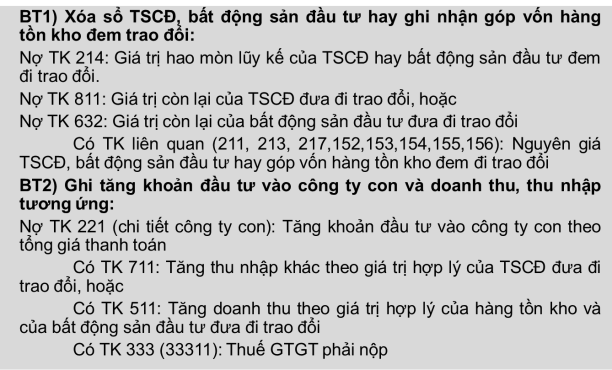 BT1) Xóa sổ TSCĐ, bất động sản đầu tư hay ghi nhận góp vốn hàng
tồn kho đem trao đổi:
Nợ TK 214: Giá trị hao mòn lũy kế của TSCĐ hay bất động sản đầu tư đem
đi trao đổi.
Nợ TK 811: Giá trị còn lại của TSCĐ đưa đi trao đổi, hoặc
Nợ TK 632: Giá trị còn lại của bất động sản đầu tư đưa đi trao đổi
Có TK liên quan (211, 213, 217,152,153,154,155,156): Nguyên giá
TSCĐ, bất động sản đầu tư hay góp vốn hàng tồn kho đem đi trao đổi
BT2) Ghi tăng khoản đầu tư vào công ty con và doanh thu, thu nhập
tương ứng:
Nợ TK 221 (chi tiết công ty con): Tăng khoản đầu tư vào công ty con theo
tổng giá thanh toán
Có TK 711: Tăng thu nhập khác theo giá trị hợp lý của TSCĐ đưa đi
trao đổi, hoặc
Có TK 511: Tăng doanh thu theo giá trị hợp lý của hàng tồn kho và
của bất động sản đầu tư đưa đi trao đổi
Có TK 333 (33311): Thuế GTGT phải nộp